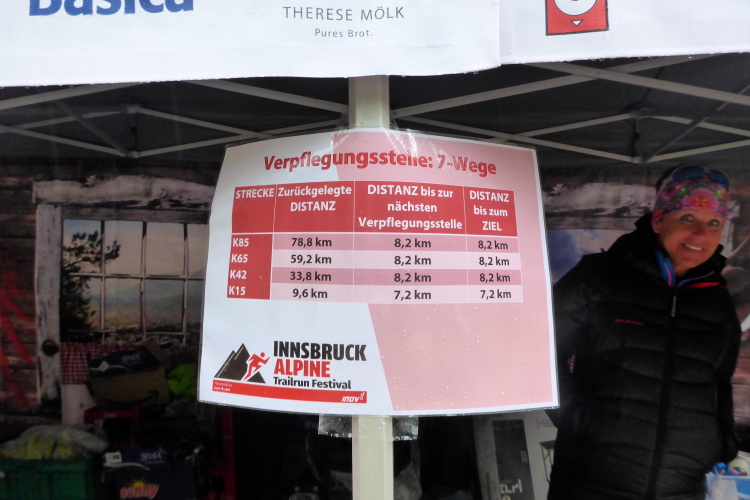 Basica
THERESE MÖLK
Pures Brot.
Verpflegungsstelle: 7-Wege
STRECKE Zurückgelegte DISTANZ DISTANZ bis zur nächsten Verpflegungsstelle DISTANZ bis zum ZIEL
K85 78,8 km 8,2 km 8,2 km
K65 59,2 km 8,2 km 8,2 km
K42 33,8 km 8,2 km 8,2 km
K15 9,6 km 7,2 km 7,2 km
INNSBRUCK
ALPINE
Trailrun Festival
inov8